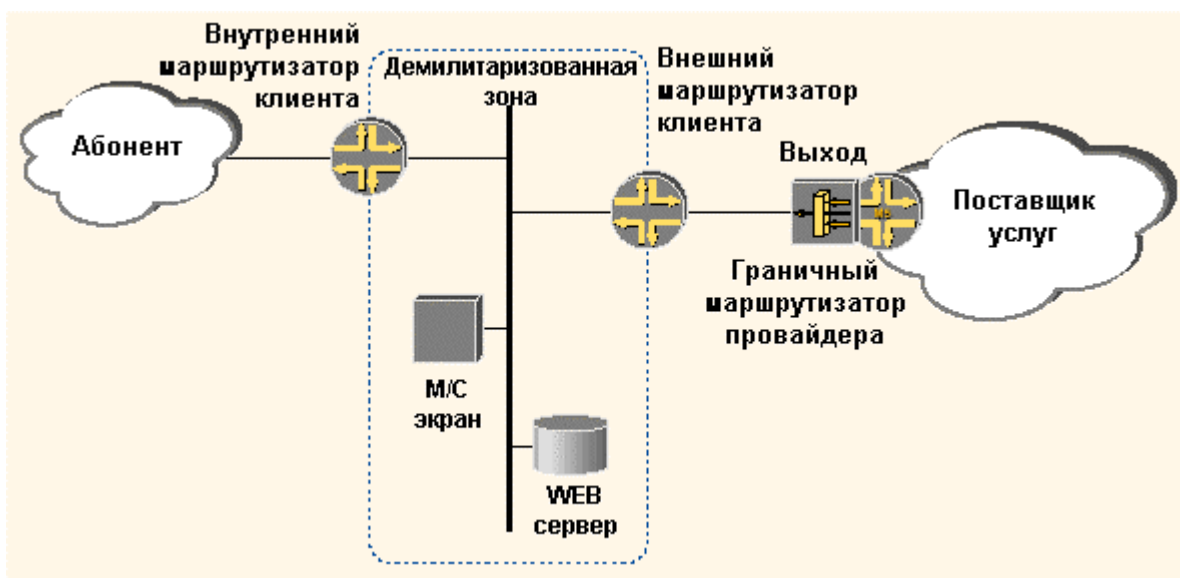 Внутренний
маршрутизатор
клиента
Абонент
Демилитаризованная
зона
Внешний
маршрутизатор
клиента
Выход
Поставщик
услуг
Граничный
маршрутизатор
провайдера
М/С
экран
WEB
сервер